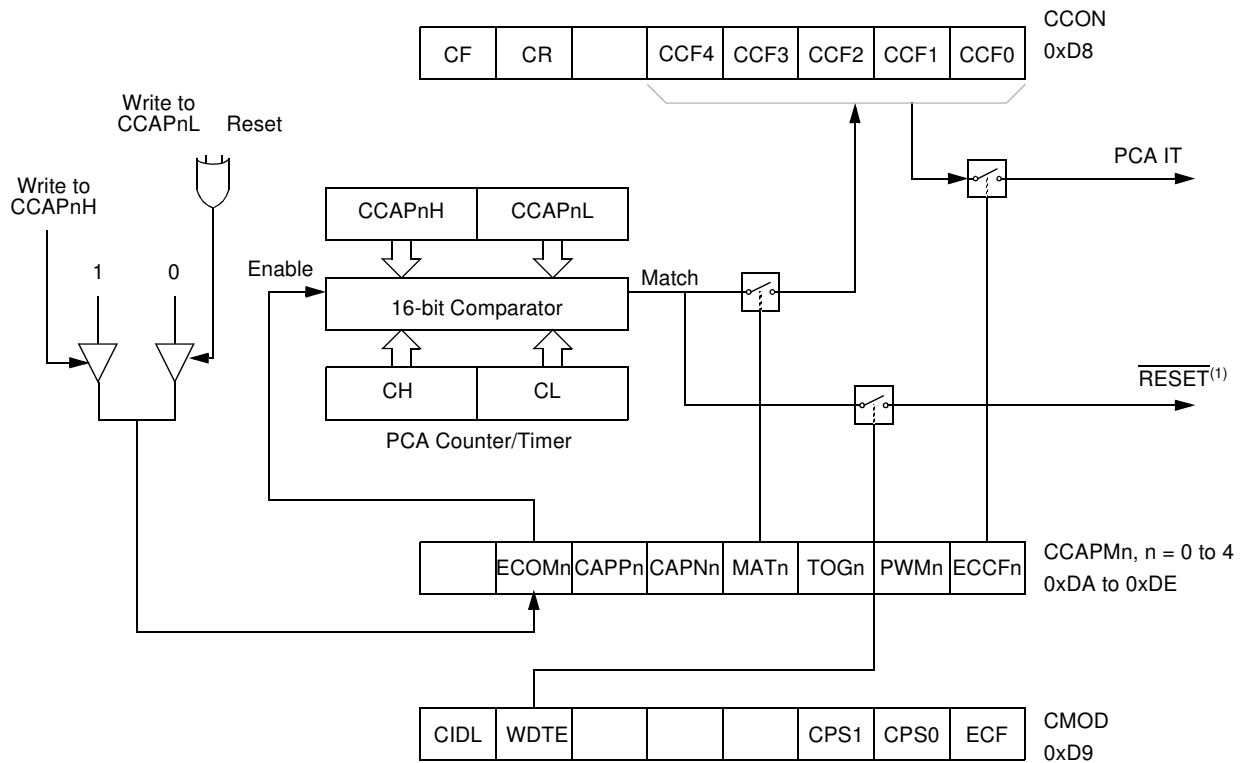 CF CR CCF4 CCF3 CCF2 CCF1 CCF0
CCON
0xD8
Write to
CCAPnL
Reset
Write to
CCAPnH
1
0
PCA IT
CCAPnH CCAPnL
Enable
16-bit Comparator
Match
CH CL
PCA Counter/Timer
RESET(1)
ECOMn CAPPn CAPNn MATn TOGn PWMn ECCFn
CCAPMn, n = 0 to 4
0xDA to 0xDE
CIDL WDTE CPS1 CPS0 ECF
CMOD
0xD9